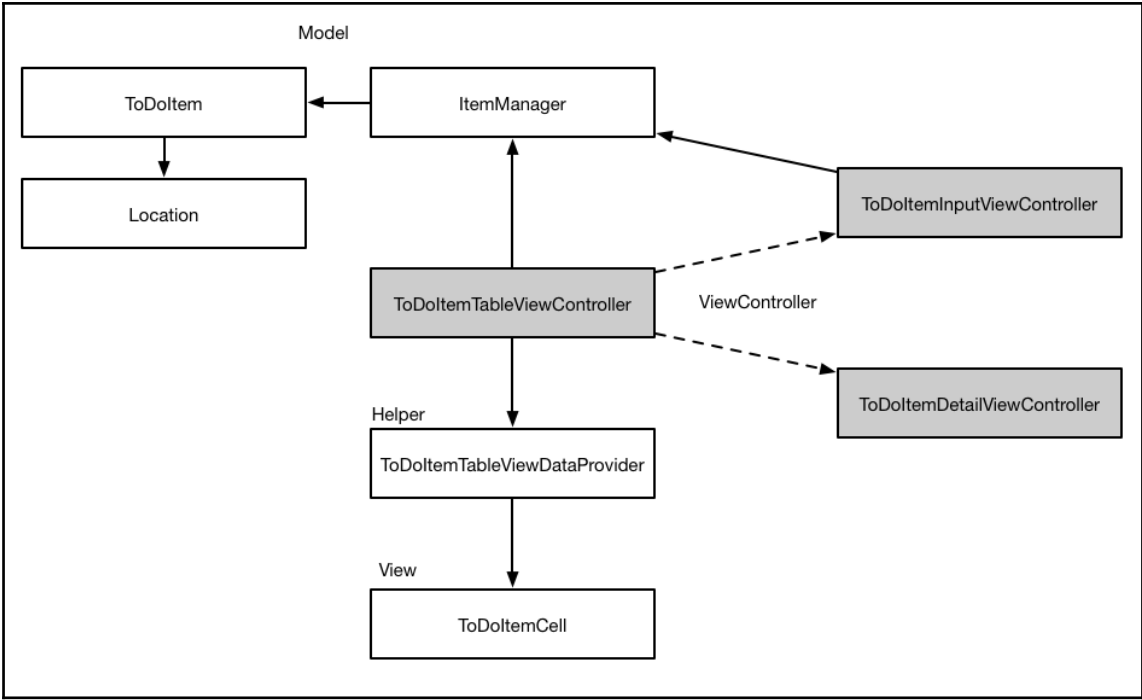 Model
ToDoItem
ItemManager
Location
ToDoItemInputViewController
ToDoItemTableViewController
ViewController
ToDoItemDetailViewController
Helper
ToDoItemTableViewDataProvider
View
ToDoItemCell